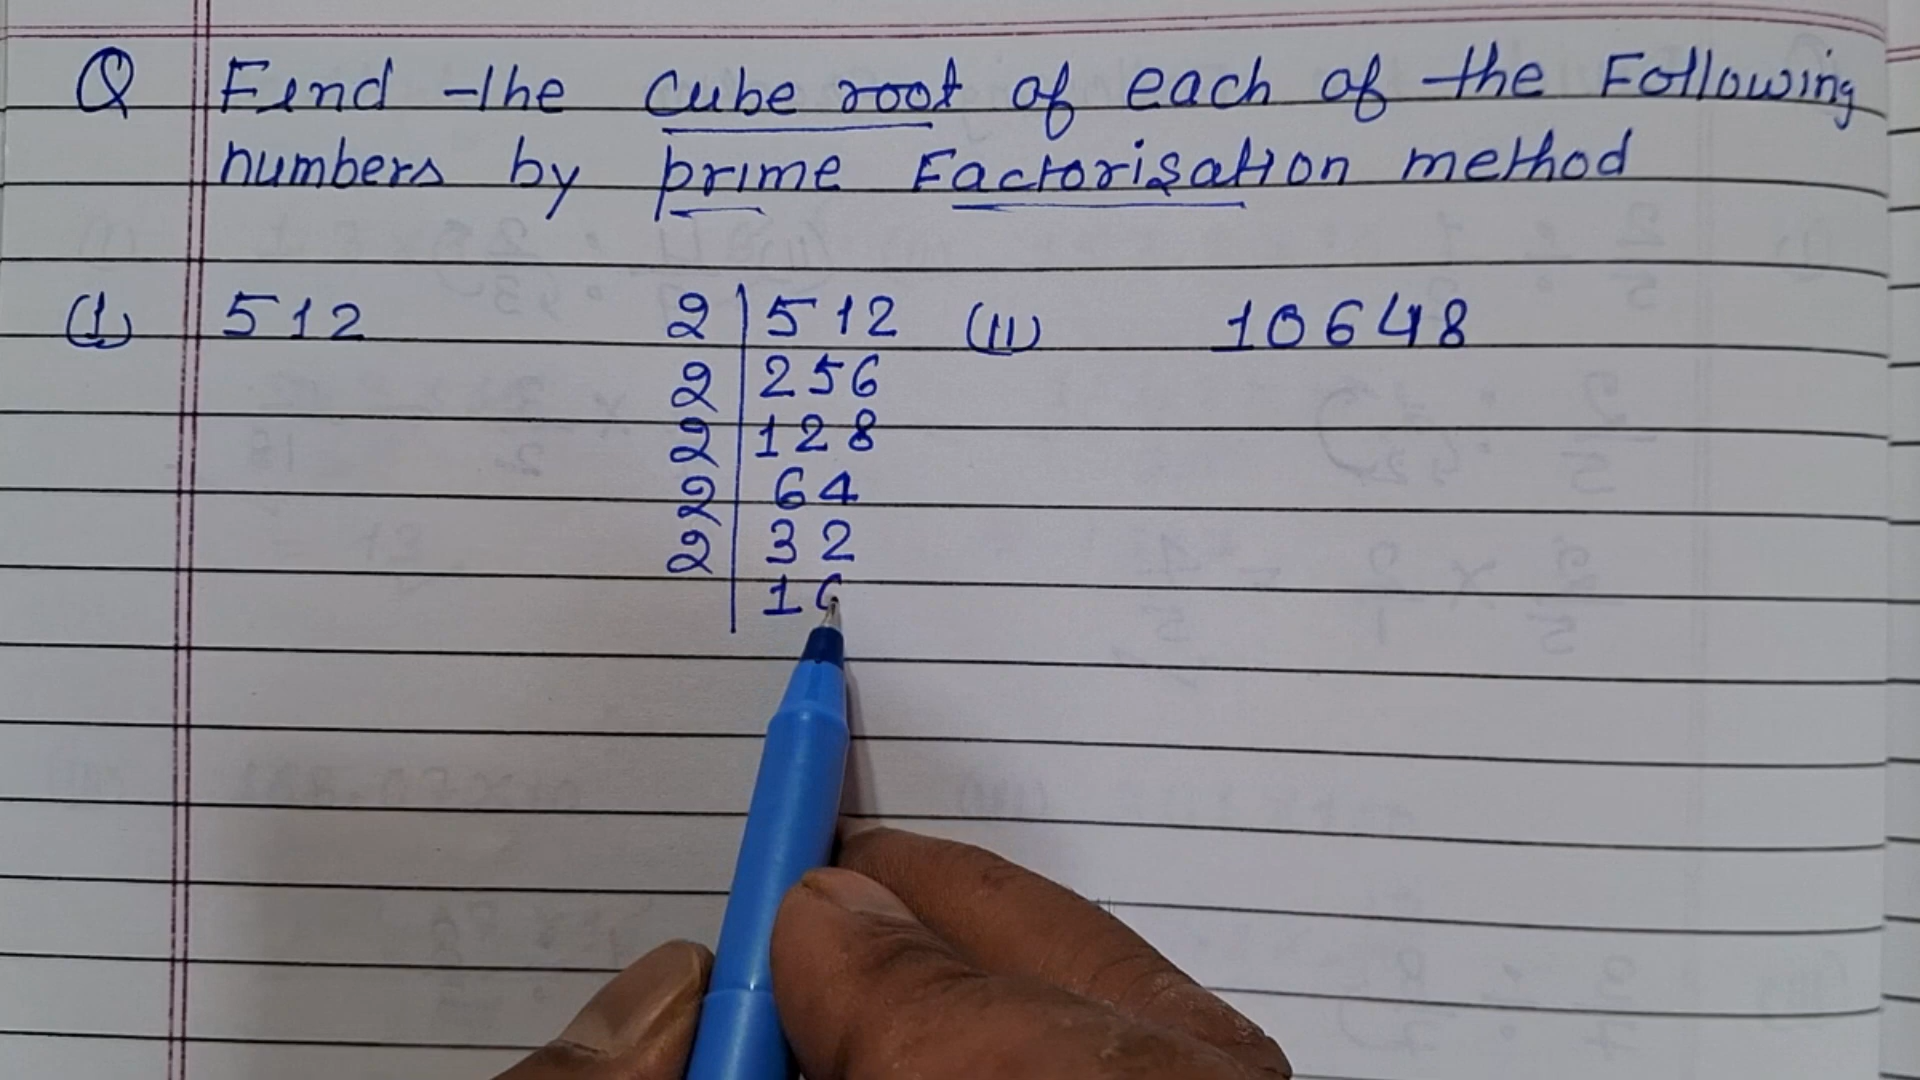 Q Find the cube root of each of the Following
numbers by prime Factorisation method
(I) 512 2 | 512 (II) 10648
2 | 256
2 | 128
2 | 64
2 | 32
16